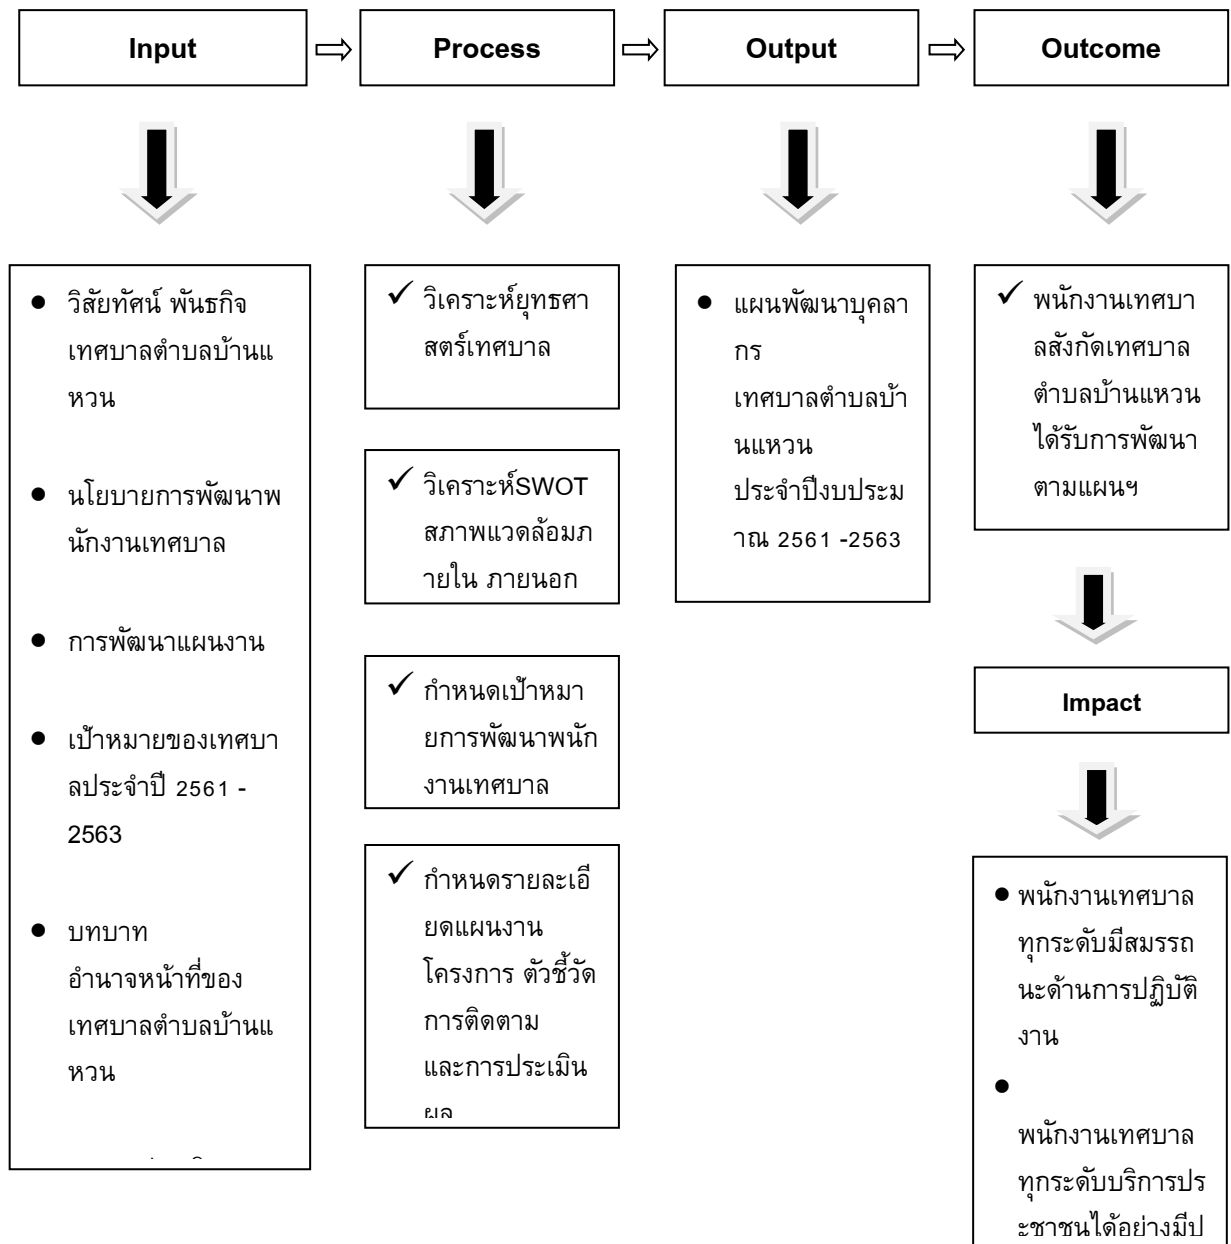 Input
Process
Output
Outcome
วิสัยทัศน์ พันธกิจ
เทศบาลตำบลบ้านแ
หวน
นโยบายการพัฒนาพ
นักงานเทศบาล
การพัฒนาแผนงาน
เป้าหมายของเทศบา
ลประจำปี 2561 -
2563
บทบาท
อำนาจหน้าที่ของ
เทศบาลตำบลบ้านแ
หวน
วิเคราะห์ยุทธศา
สตร์เทศบาล
วิเคราะห์SWOT
สภาพแวดล้อมภ
ายใน ภายนอก
กำหนดเป้าหมา
ยการพัฒนาพนัก
งานเทศบาล
กำหนดรายละเอี
ยดแผนงาน
โครงการ ตัวชี้วัด
การติดตาม
และการประเมิน
ผล
แผนพัฒนาบุคลา
กร
เทศบาลตำบลบ้า
นแหวน
ประจำปีงบประม
าณ 2561 -2563
พนักงานเทศบา
ลสังกัดเทศบาล
ตำบลบ้านแหวน
ได้รับการพัฒนา
ตามแผนฯ
Impact
พนักงานเทศบาล
ทุกระดับมีสมรรถ
นะด้านการปฏิบัติ
งาน
พนักงานเทศบาล
ทุกระดับบริการปร
ะชาชนได้อย่างมีป